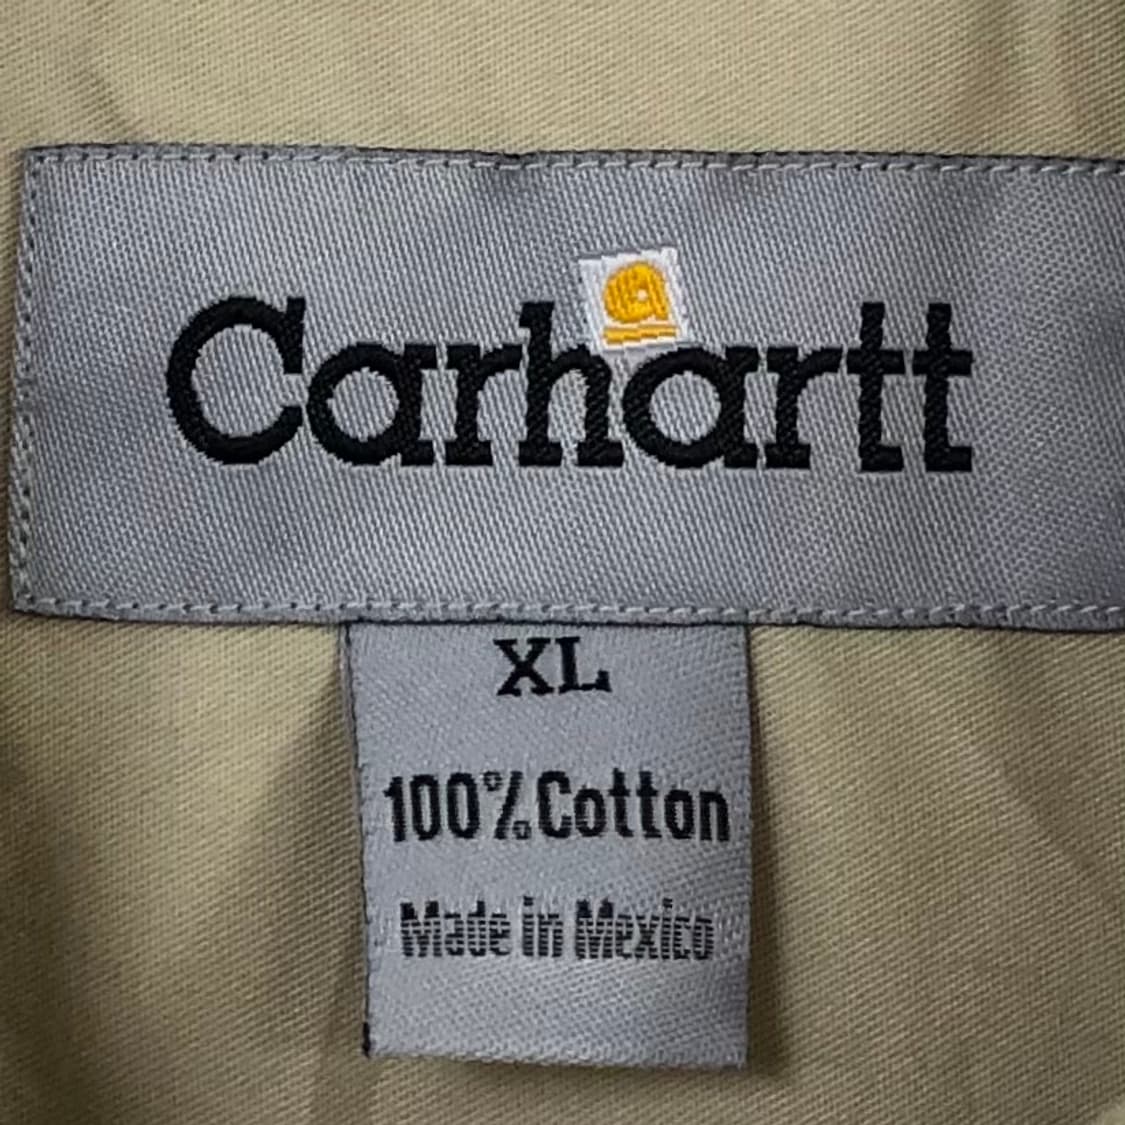 Carhartt
XL
100% Cotton
Made in Mexico